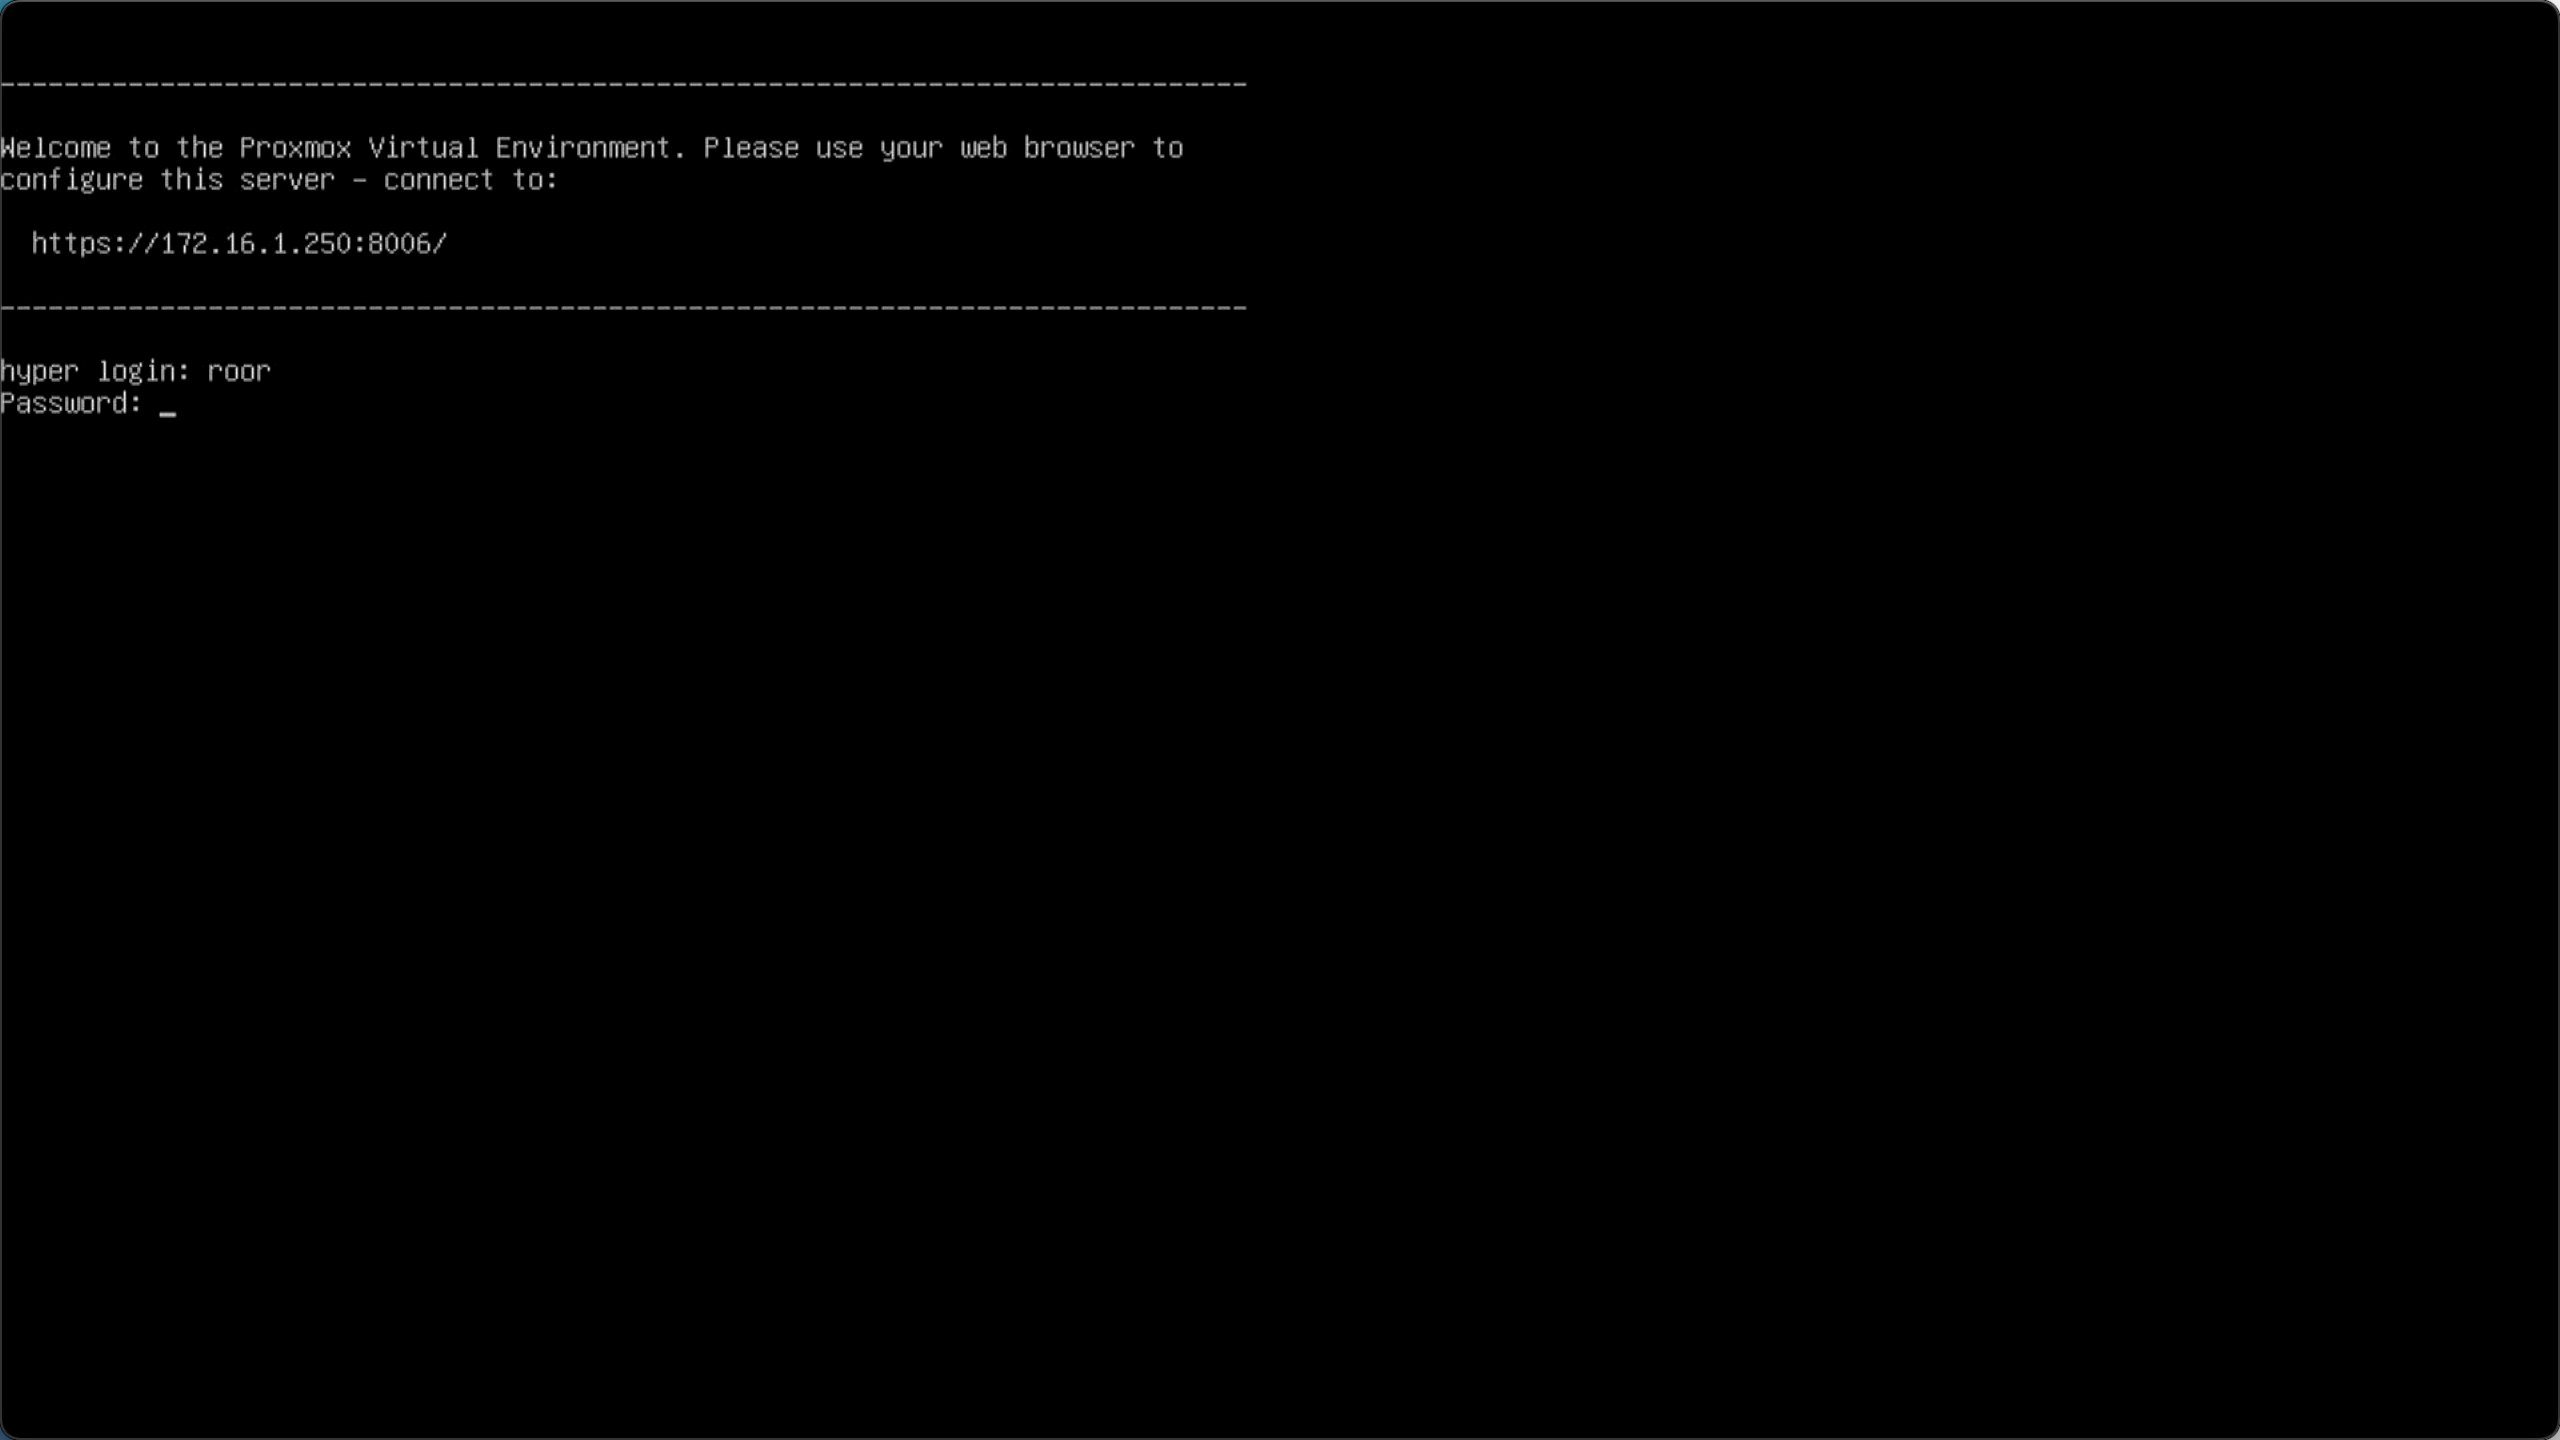 ------------------------------------------------------------------------------
Welcome to the Proxmox Virtual Environment. Please use your web browser to
configure this server - connect to:
https://172.16.1.250:8006/
------------------------------------------------------------------------------
hyper login: roor
Password: _